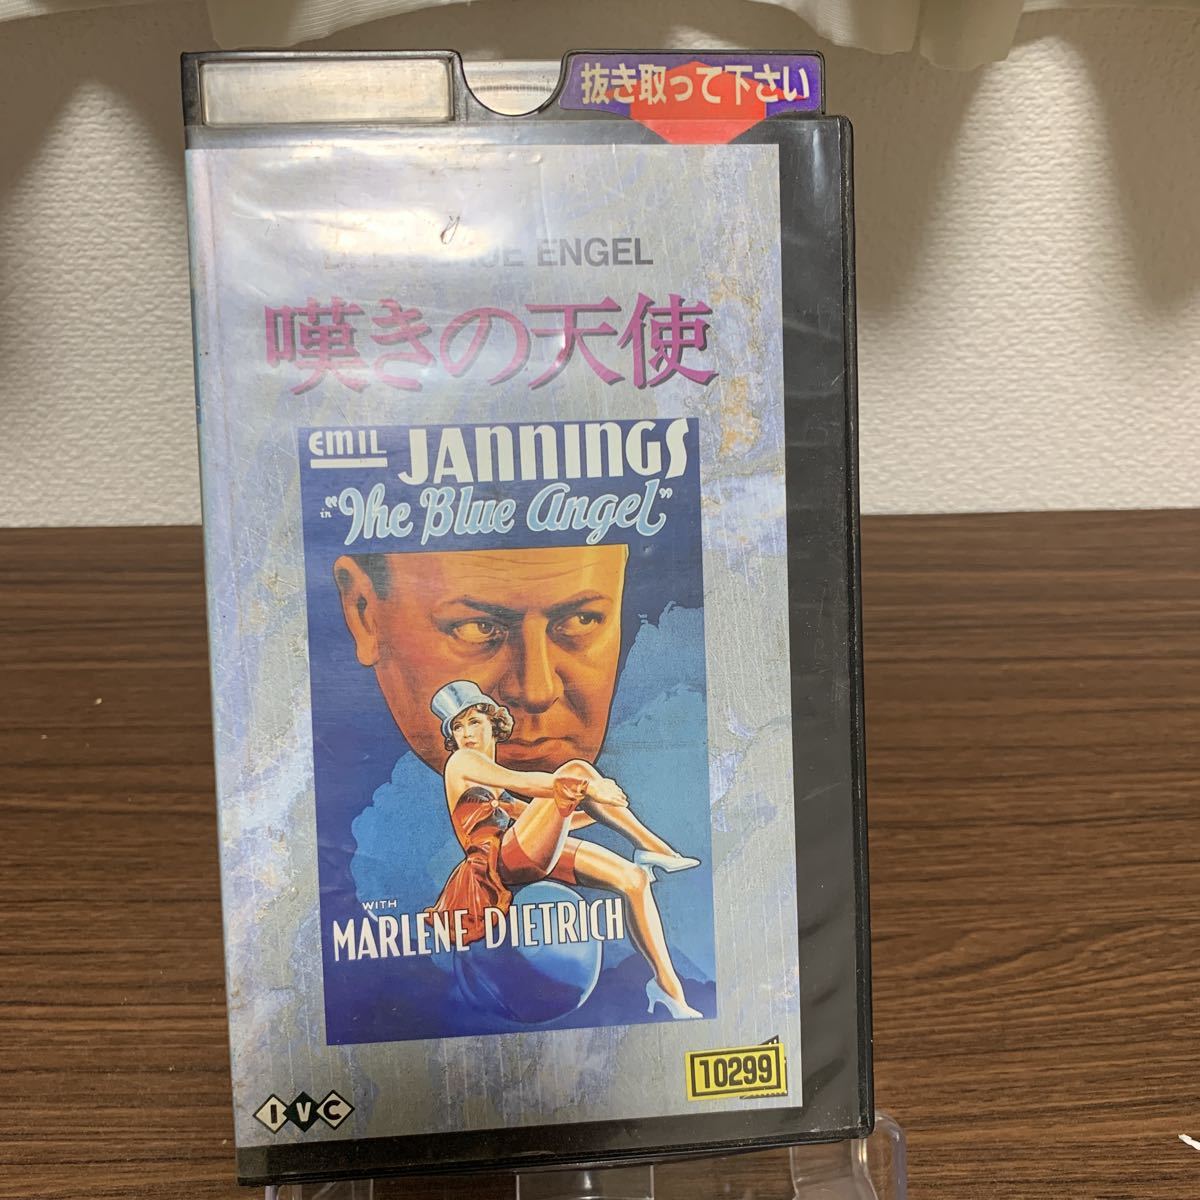 抜き取って下さい
ENGEL
嘆きの天使
EMIL JANNINGS
in "The Blue Angel"
WITH
MARLENE DIETRICH
10299
IVC